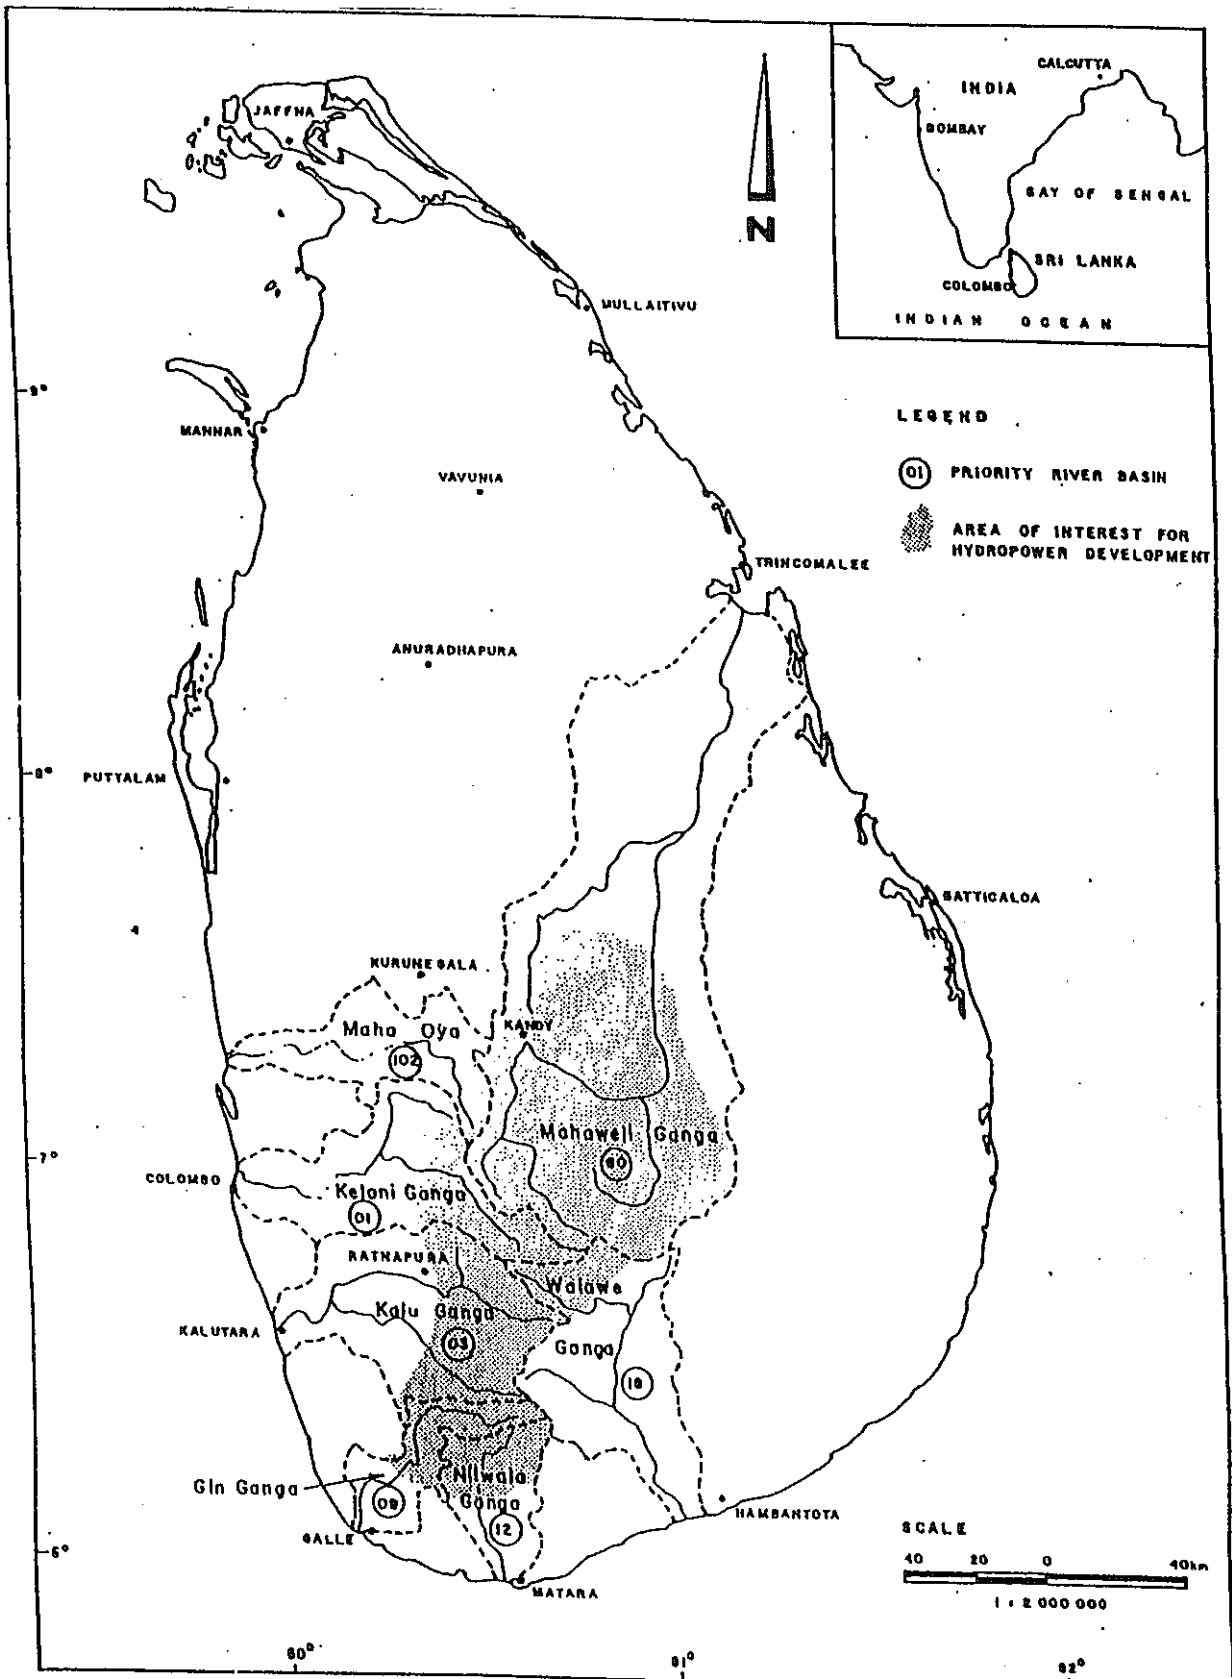 JAFFNA
INDIA
CALCUTTA
BOMBAY
BAY OF BENGAL
SRI LANKA
COLOMBO
INDIAN OCEAN
N
MULLAITIVU
9°
MANNAR
VAVUNIA
LEGEND
01 PRIORITY RIVER BASIN
AREA OF INTEREST FOR
HYDROPOWER DEVELOPMENT
TRINCOMALEE
ANURADHAPURA
8°
PUTTALAM
BATTICALOA
KURUNEGALA
Maha Oya
102
KANDY
Mahaweli Ganga
60
7°
COLOMBO
Kelani Ganga
01
RATNAPURA
Walawe
Ganga
18
Kalu Ganga
03
KALUTARA
Gin Ganga
09
Nilwala
Ganga
12
GALLE
HAMBANTOTA
MATARA
6°
SCALE
40 20 0 40km
1 : 2 000 000
80° 81° 82°